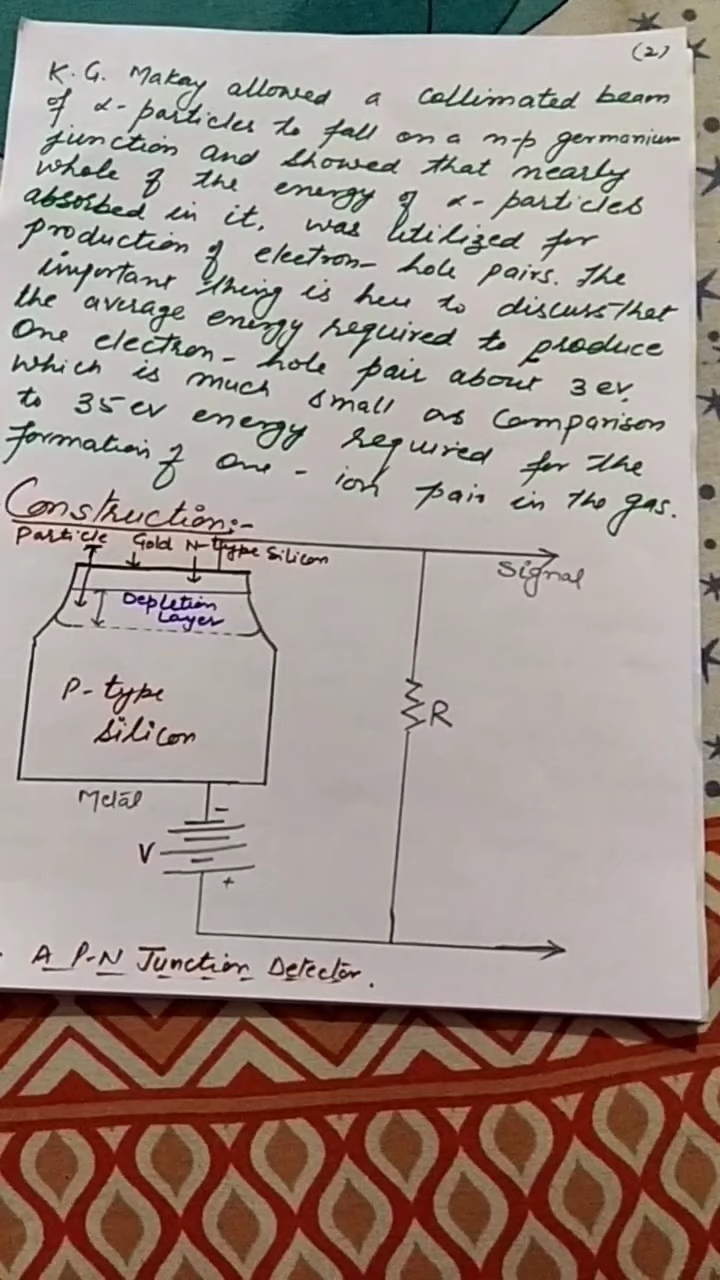 (2)
K.G. Makay allowed a collimated beam
of α-particles to fall on a n-p germanium
junction and showed that nearly
whole of the energy of α-particles
absorbed in it, was utilized for
production of electron-hole pairs. The
important thing is here to discuss that
the average energy required to produce
One electron-hole pair about 3 ev.
which is much small as comparison
to 35 ev energy required for the
formation of one-ion pair in the gas.
Construction:-
Particle Gold N-type Silicon
Signal
Depletion
Layer
P-type
Silicon
R
Metal
-
V
+
A P-N Junction Detector.